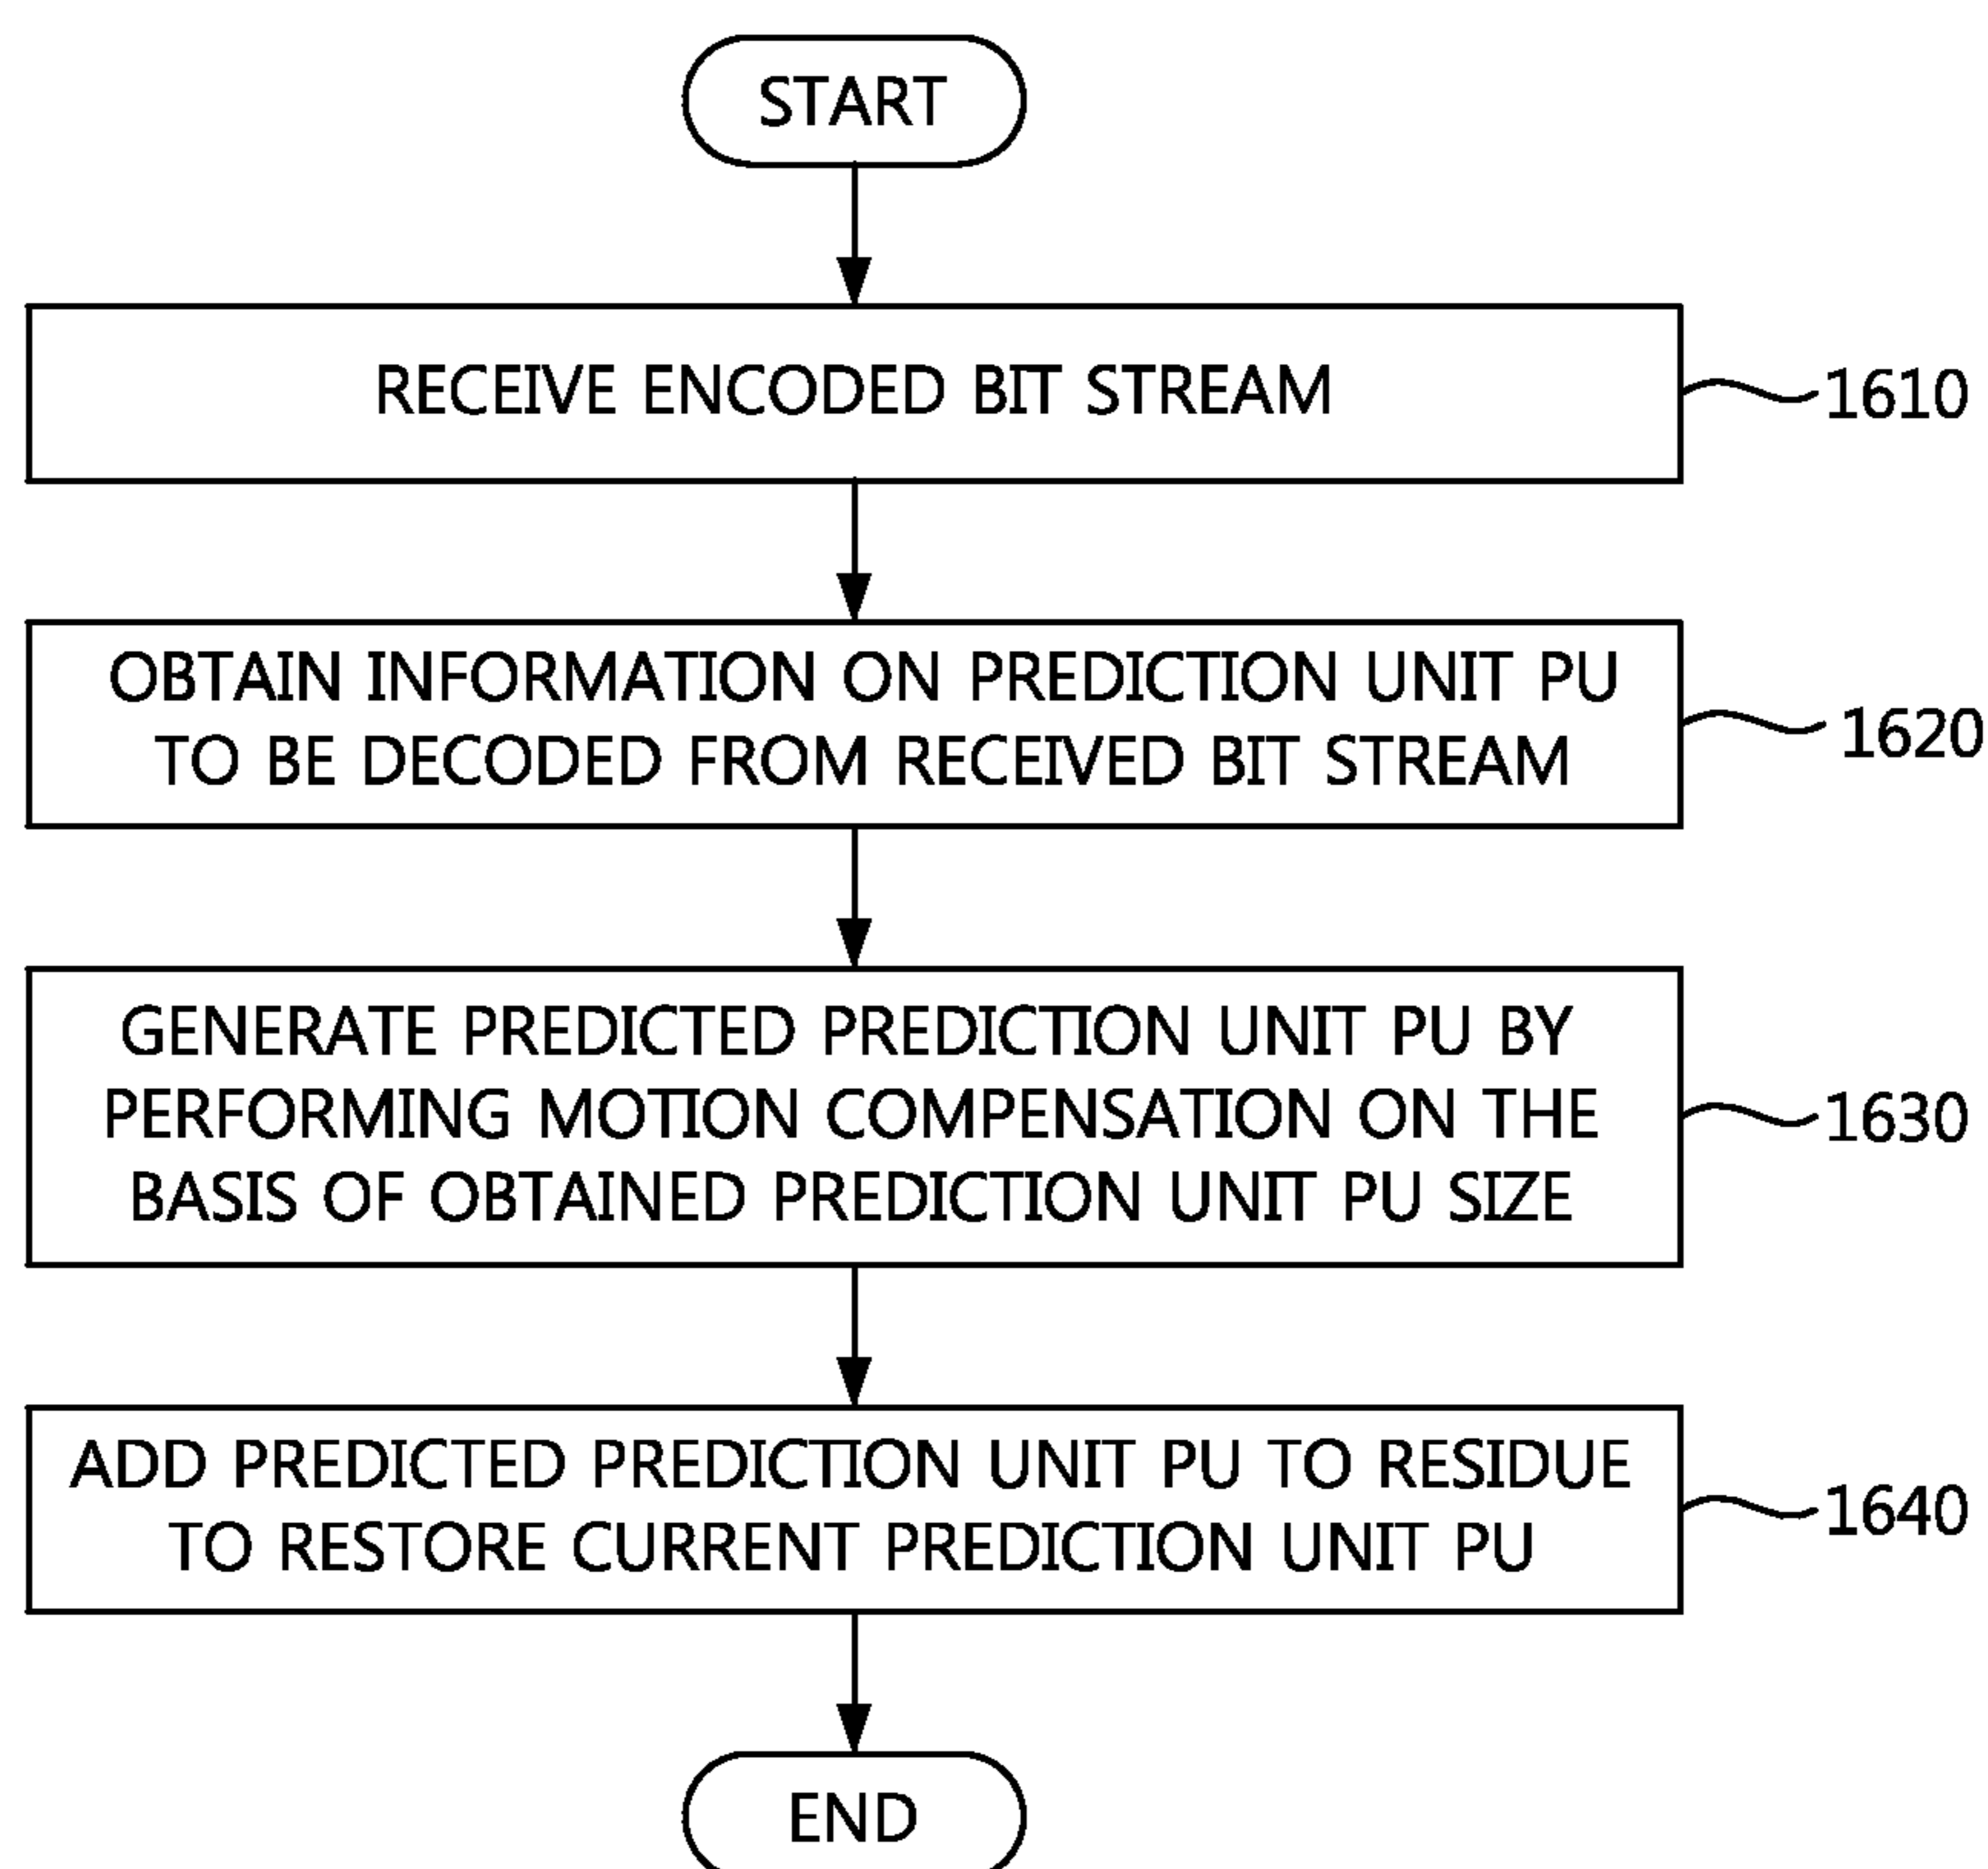 START
RECEIVE ENCODED BIT STREAM
1610
OBTAIN INFORMATION ON PREDICTION UNIT PU
TO BE DECODED FROM RECEIVED BIT STREAM
1620
GENERATE PREDICTED PREDICTION UNIT PU BY
PERFORMING MOTION COMPENSATION ON THE
BASIS OF OBTAINED PREDICTION UNIT PU SIZE
1630
ADD PREDICTED PREDICTION UNIT PU TO RESIDUE
TO RESTORE CURRENT PREDICTION UNIT PU
1640
END